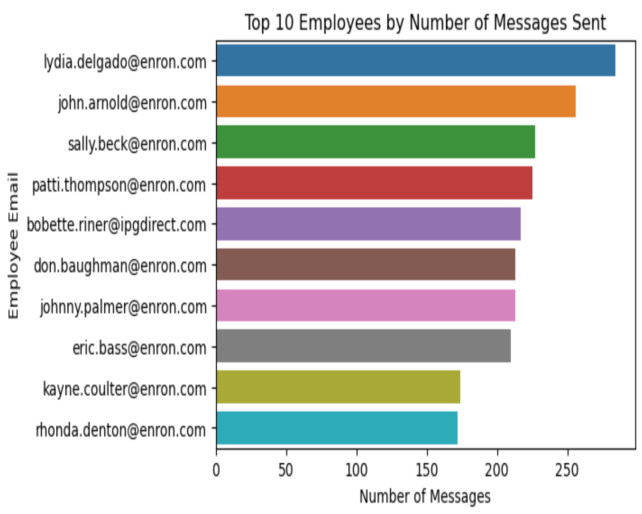 Top 10 Employees by Number of Messages Sent
Employee Email
lydia.delgado@enron.com
john.arnold@enron.com
sally.beck@enron.com
patti.thompson@enron.com
bobette.riner@ipgdirect.com
don.baughman@enron.com
johnny.palmer@enron.com
eric.bass@enron.com
kayne.coulter@enron.com
rhonda.denton@enron.com
0 50 100 150 200 250
Number of Messages